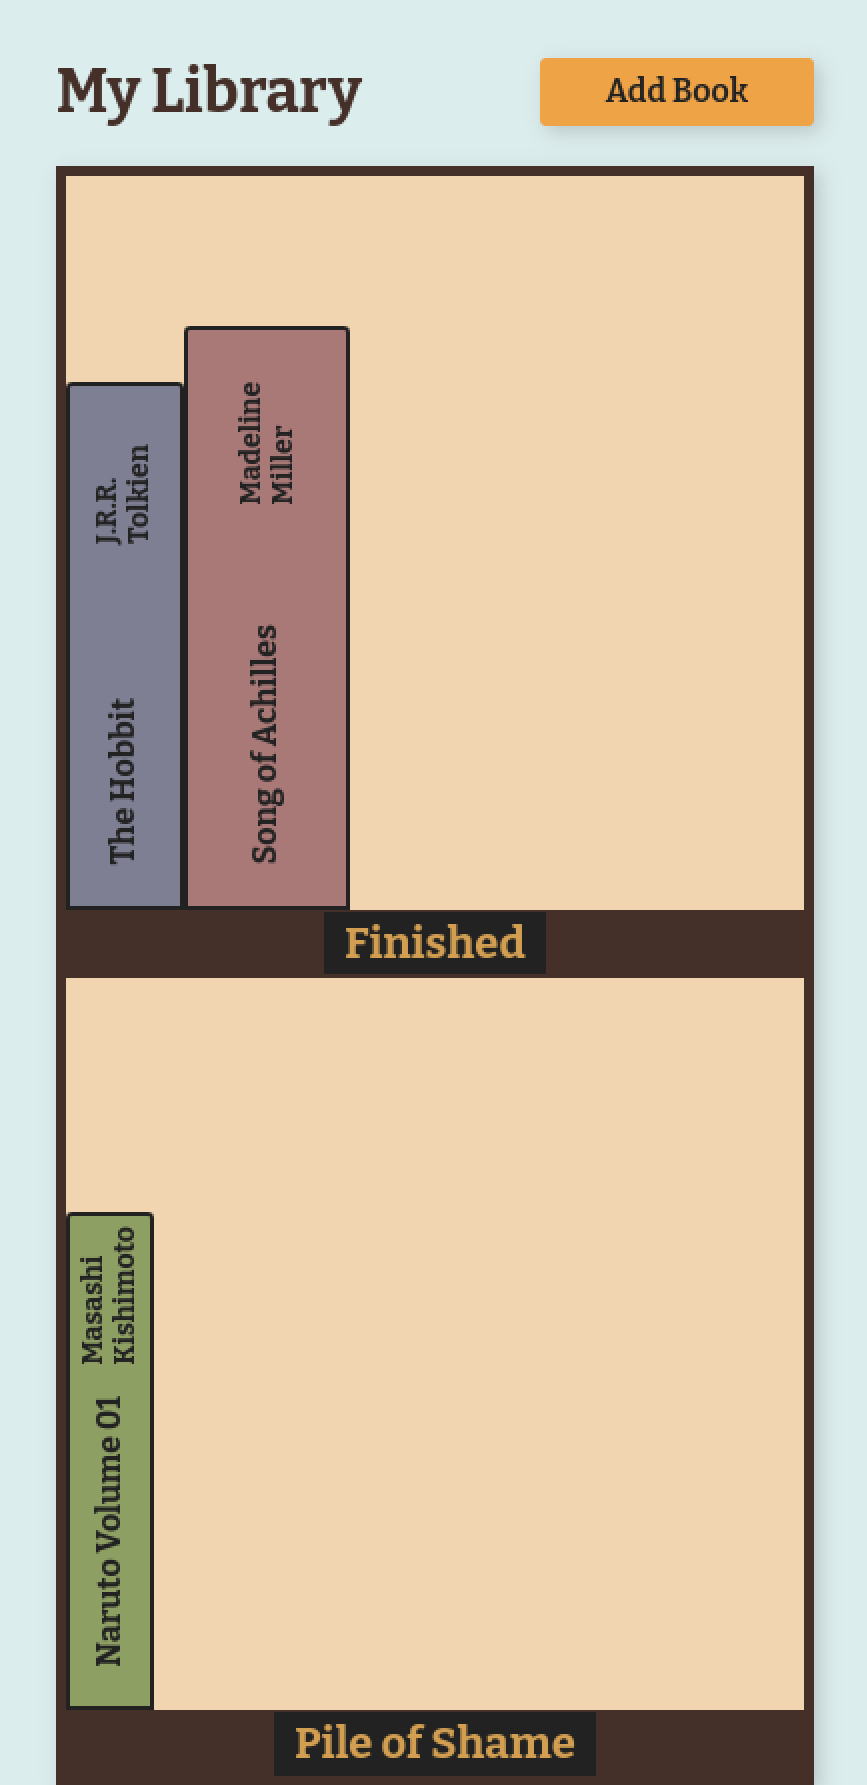 My Library
Add Book
The Hobbit
J.R.R.
Tolkien
Song of Achilles
Madeline
Miller
Finished
Naruto Volume 01
Masashi
Kishimoto
Pile of Shame